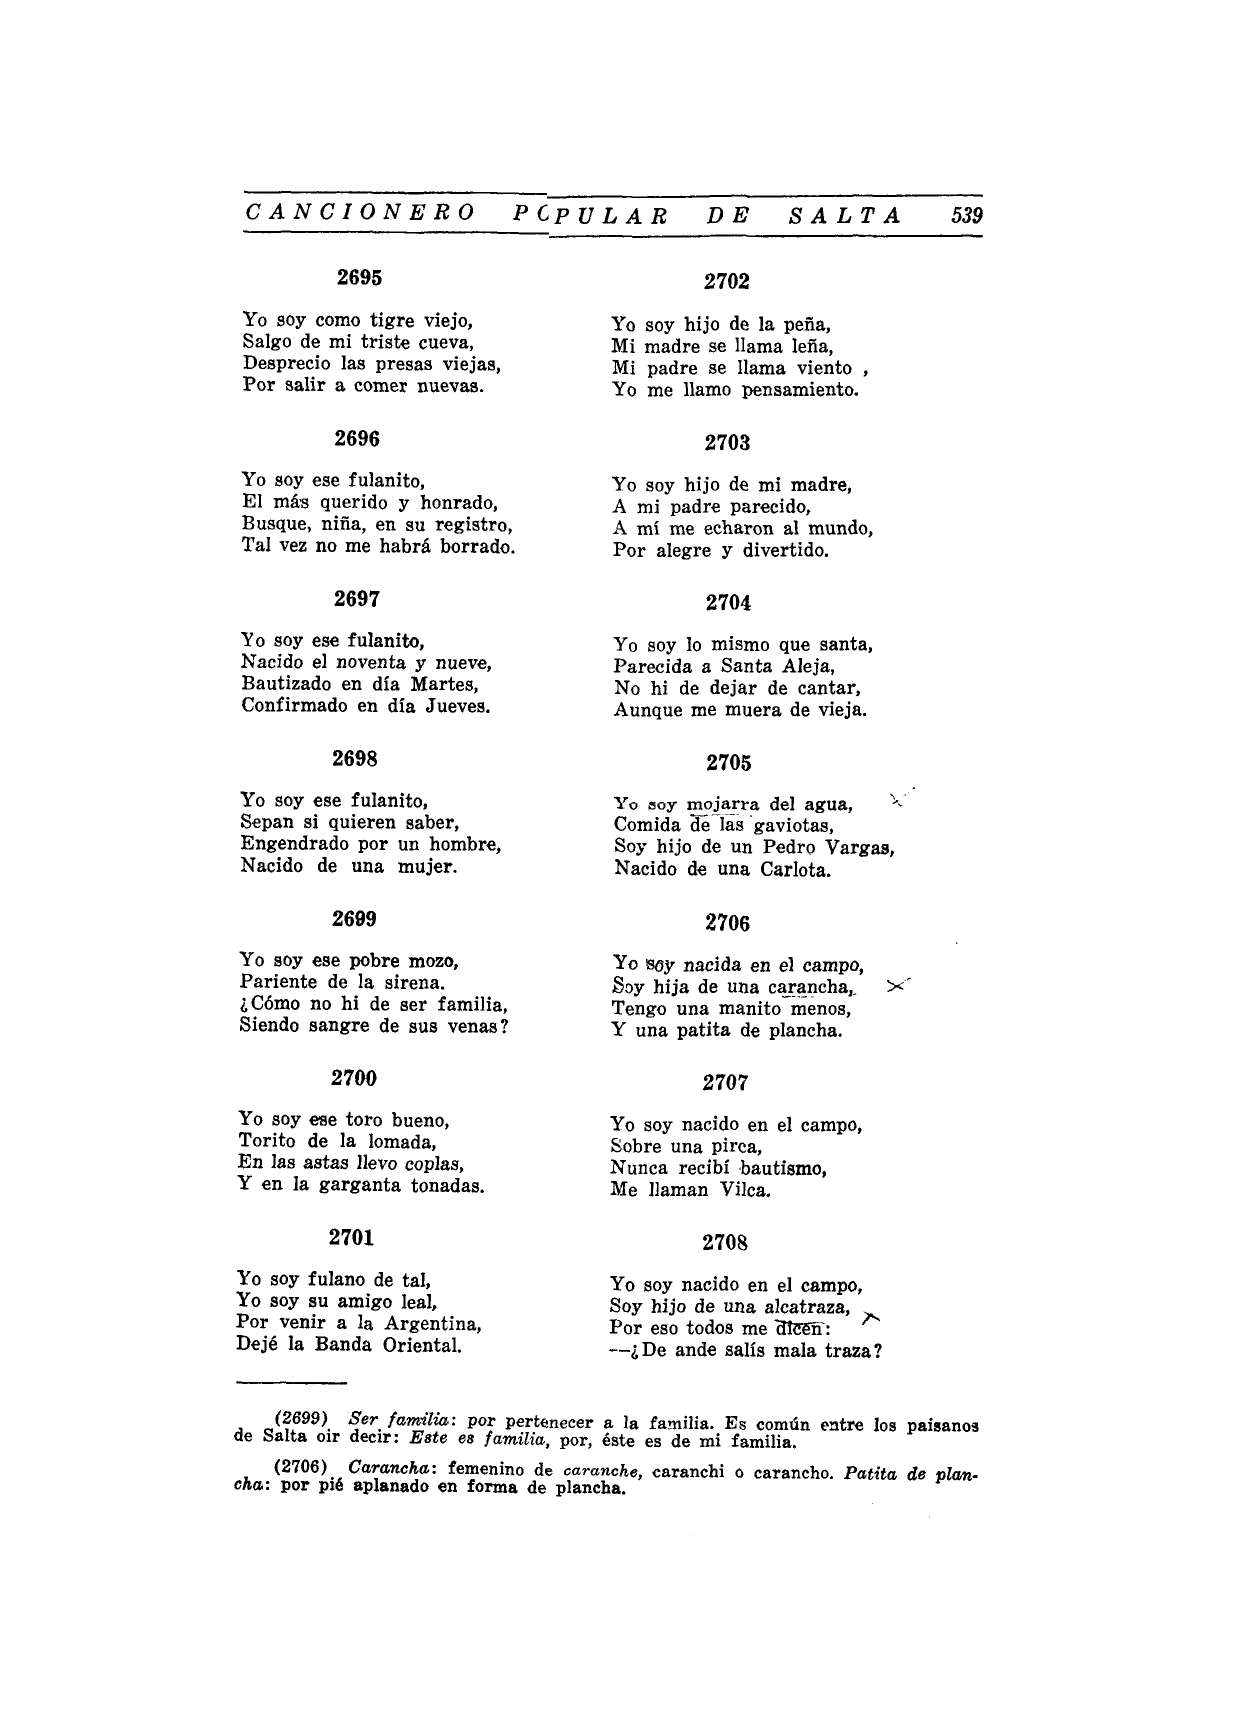 CANCIONERO POPULAR DE SALTA 539
2695
Yo soy como tigre viejo,
Salgo de mi triste cueva,
Desprecio las presas viejas,
Por salir a comer nuevas.
2696
Yo soy ese fulanito,
El más querido y honrado,
Busque, niña, en su registro,
Tal vez no me habrá borrado.
2697
Yo soy ese fulanito,
Nacido el noventa y nueve,
Bautizado en día Martes,
Confirmado en día Jueves.
2698
Yo soy ese fulanito,
Sepan si quieren saber,
Engendrado por un hombre,
Nacido de una mujer.
2699
Yo soy ese pobre mozo,
Pariente de la sirena.
¿Cómo no hi de ser familia,
Siendo sangre de sus venas?
2700
Yo soy ese toro bueno,
Torito de la lomada,
En las astas llevo coplas,
Y en la garganta tonadas.
2701
Yo soy fulano de tal,
Yo soy su amigo leal,
Por venir a la Argentina,
Dejé la Banda Oriental.
2702
Yo soy hijo de la peña,
Mi madre se llama leña,
Mi padre se llama viento ,
Yo me llamo pensamiento.
2703
Yo soy hijo de mi madre,
A mi padre parecido,
A mí me echaron al mundo,
Por alegre y divertido.
2704
Yo soy lo mismo que santa,
Parecida a Santa Aleja,
No hi de dejar de cantar,
Aunque me muera de vieja.
2705
Yo soy mojarra del agua,
Comida de las gaviotas,
Soy hijo de un Pedro Vargas,
Nacido de una Carlota.
2706
Yo soy nacida en el campo,
Soy hija de una carancha,
Tengo una manito menos,
Y una patita de plancha.
2707
Yo soy nacido en el campo,
Sobre una pirca,
Nunca recibí bautismo,
Me llaman Vilca.
2708
Yo soy nacido en el campo,
Soy hijo de una alcatraza,
Por eso todos me dicen:
—¿De ande salís mala traza?
(2699) Ser familia: por pertenecer a la familia. Es común entre los paisanos
de Salta oir decir: Este es familia, por, éste es de mi familia.
(2706) Carancha: femenino de caranche, caranchi o carancho. Patita de plan-
cha: por pié aplanado en forma de plancha.